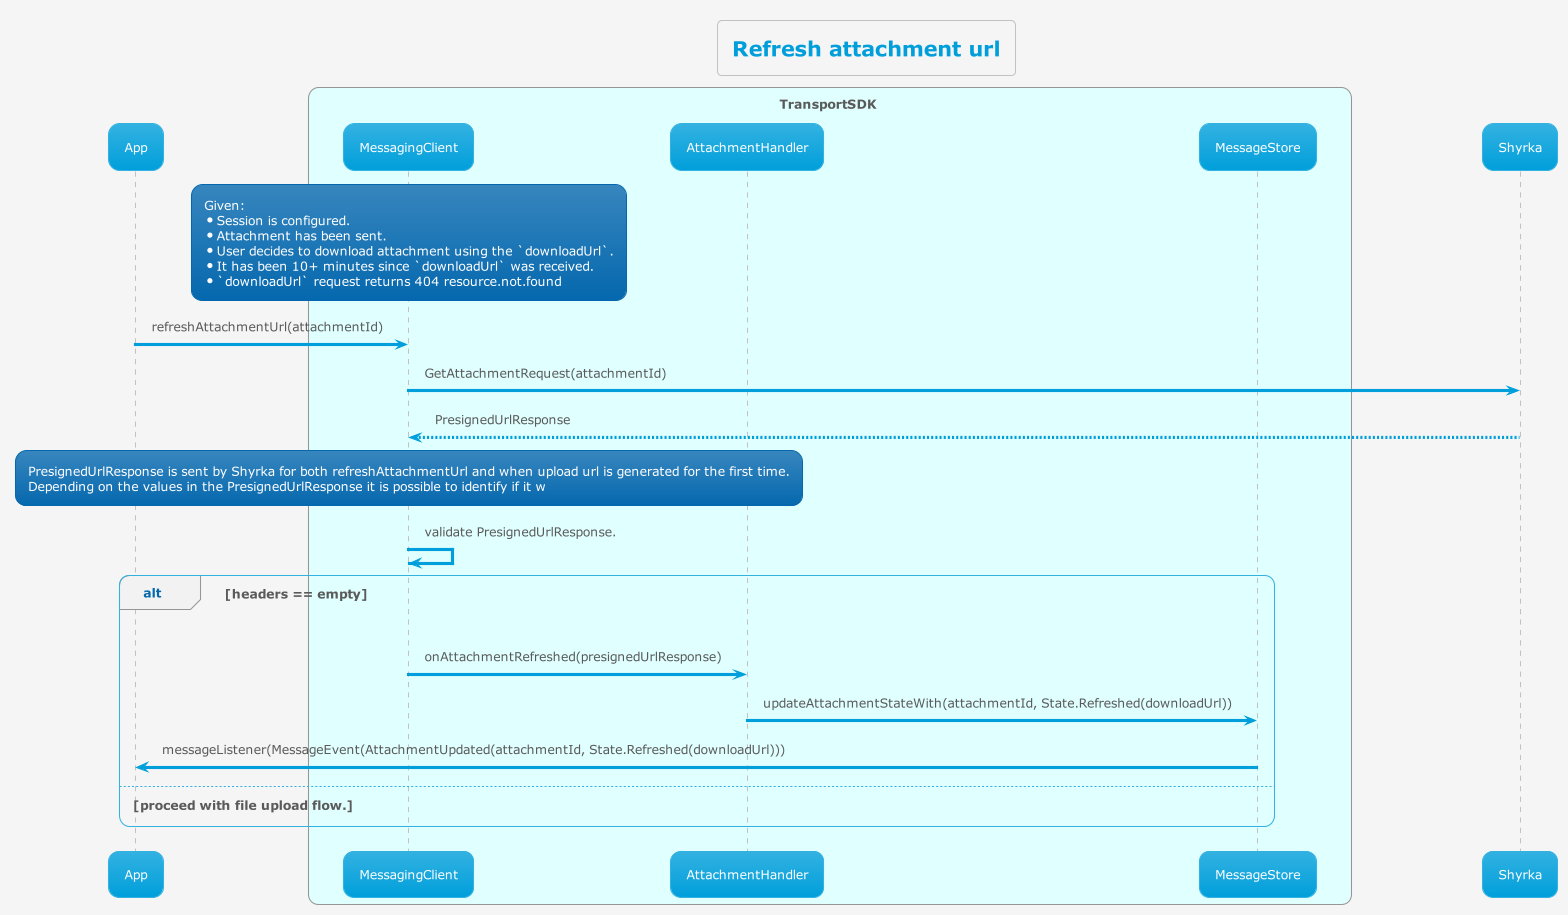 Refresh attachment url
TransportSDK
App
MessagingClient
AttachmentHandler
MessageStore
Shyrka
Given:
• Session is configured.
• Attachment has been sent.
• User decides to download attachment using the `downloadUrl`.
• It has been 10+ minutes since `downloadUrl` was received.
• `downloadUrl` request returns 404 resource.not.found
refreshAttachmentUrl(attachmentId)
GetAttachmentRequest(attachmentId)
PresignedUrlResponse
PresignedUrlResponse is sent by Shyrka for both refreshAttachmentUrl and when upload url is generated for the first time.
Depending on the values in the PresignedUrlResponse it is possible to identify if it w
validate PresignedUrlResponse.
alt
[headers == empty]
onAttachmentRefreshed(presignedUrlResponse)
updateAttachmentStateWith(attachmentId, State.Refreshed(downloadUrl))
messageListener(MessageEvent(AttachmentUpdated(attachmentId, State.Refreshed(downloadUrl)))
[proceed with file upload flow.]
App
MessagingClient
AttachmentHandler
MessageStore
Shyrka